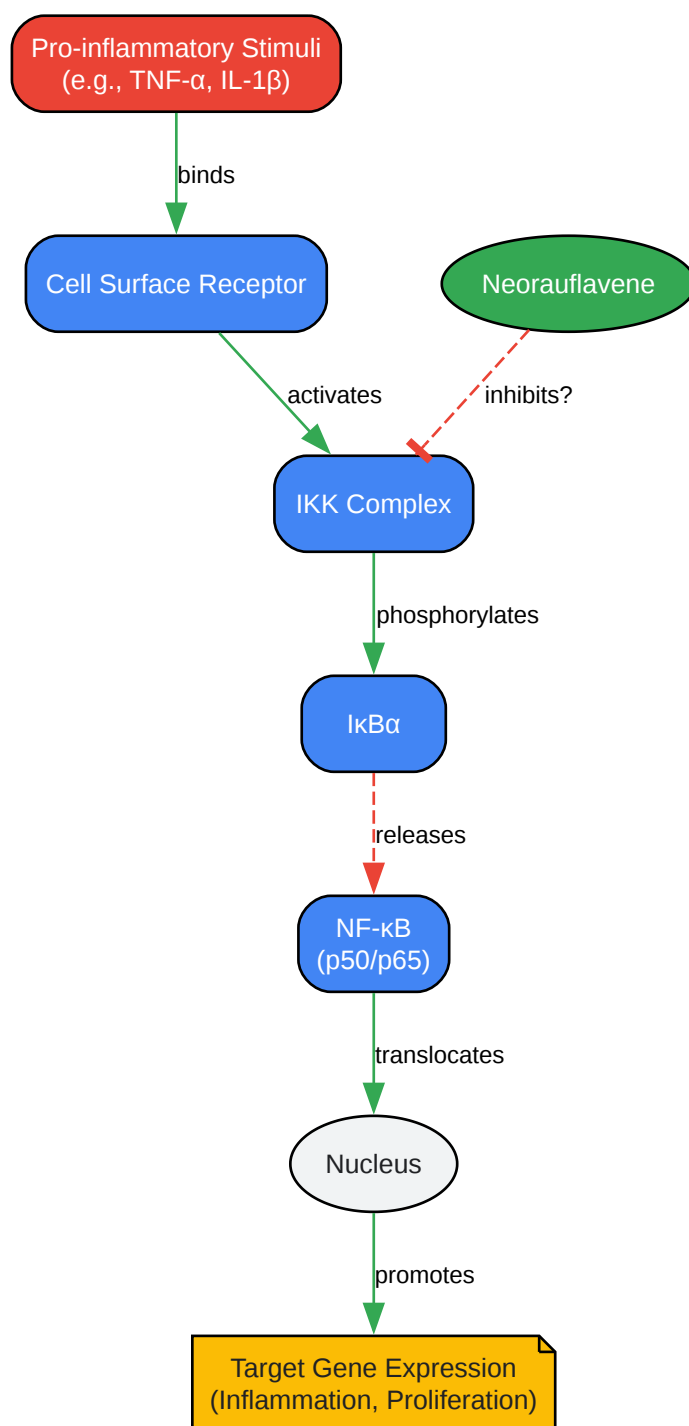 Pro-inflammatory Stimuli
(e.g., TNF-α, IL-1β)
binds
Cell Surface Receptor
Neorauflavene
activates
inhibits?
IKK Complex
phosphorylates
IκBα
releases
NF-κB
(p50/p65)
translocates
Nucleus
promotes
Target Gene Expression
(Inflammation, Proliferation)